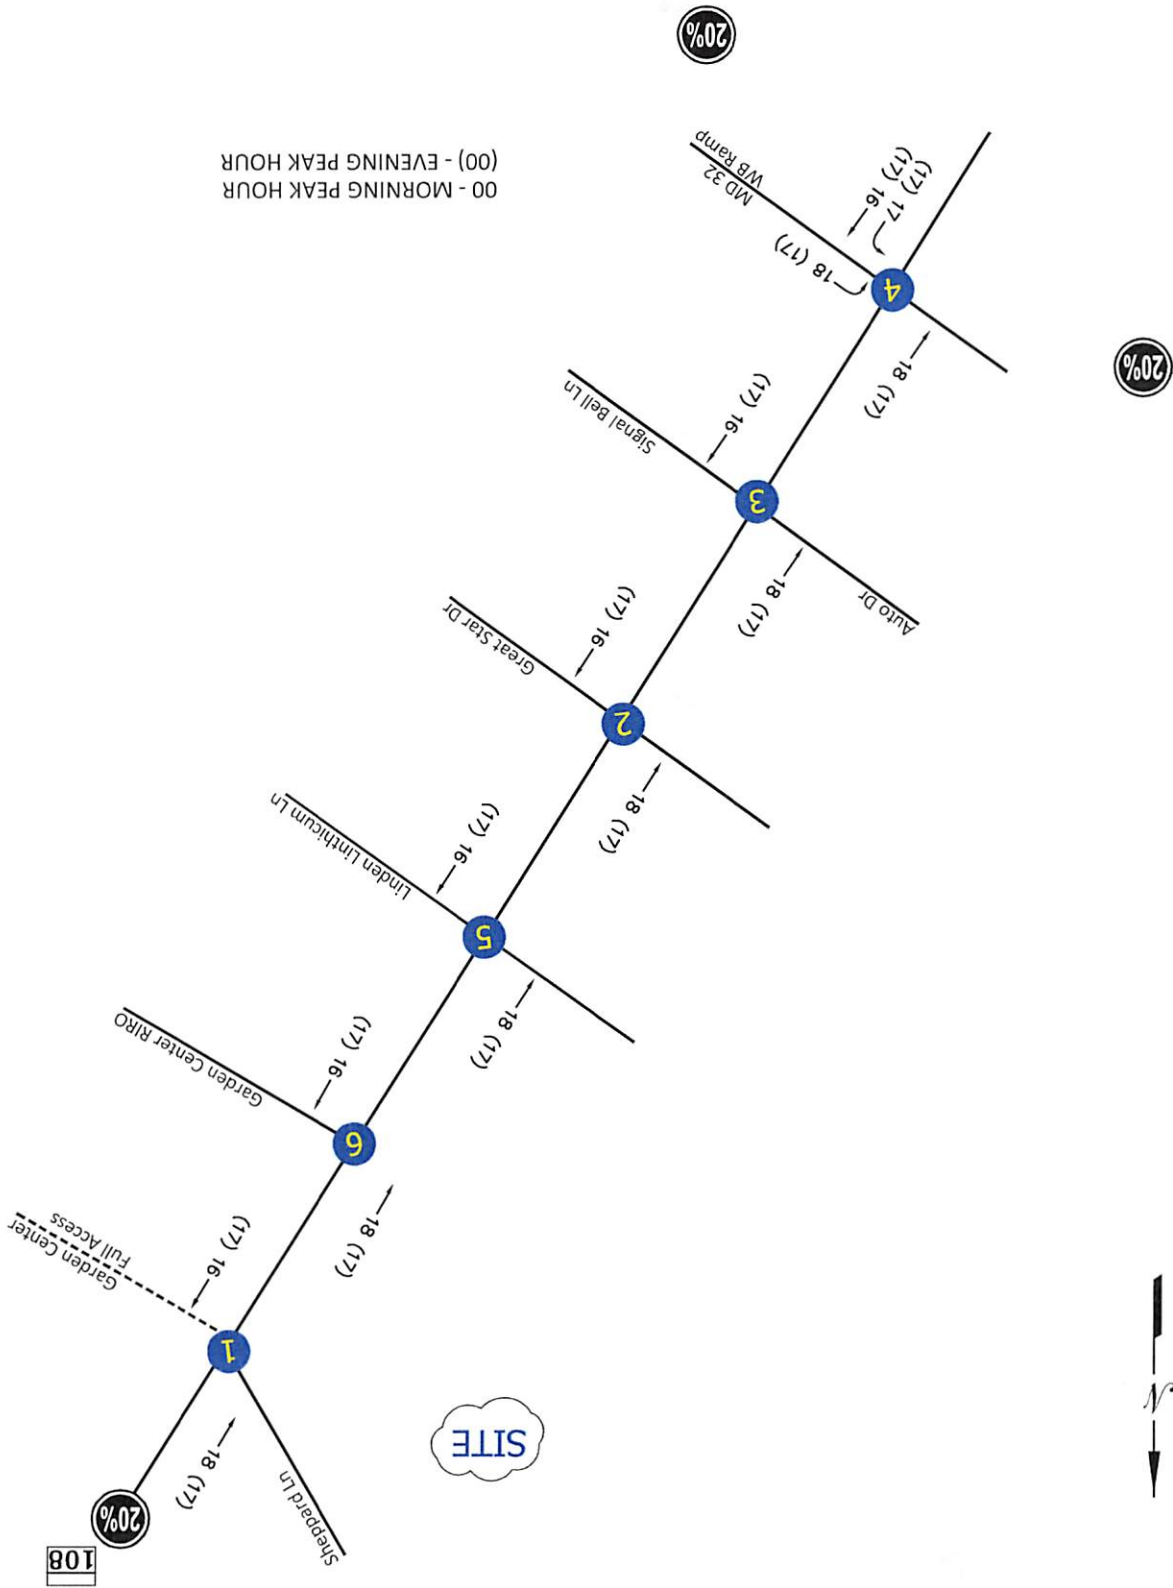 108
20%
Sheppard Ln
18 (17)
SITE
N
1
(17) 16
Garden Center
Full Access
18 (17)
6
(17) 16
Garden Center RIRO
18 (17)
5
(17) 16
Linden Linthicum Ln
18 (17)
2
(17) 16
Great Star Dr
Auto Dr
18 (17)
3
(17) 16
Signal Bell Ln
20%
18 (17)
4
18 (17)
(17) 17
(17) 16
MD 32
WB Ramp
00 - MORNING PEAK HOUR
(00) - EVENING PEAK HOUR
20%